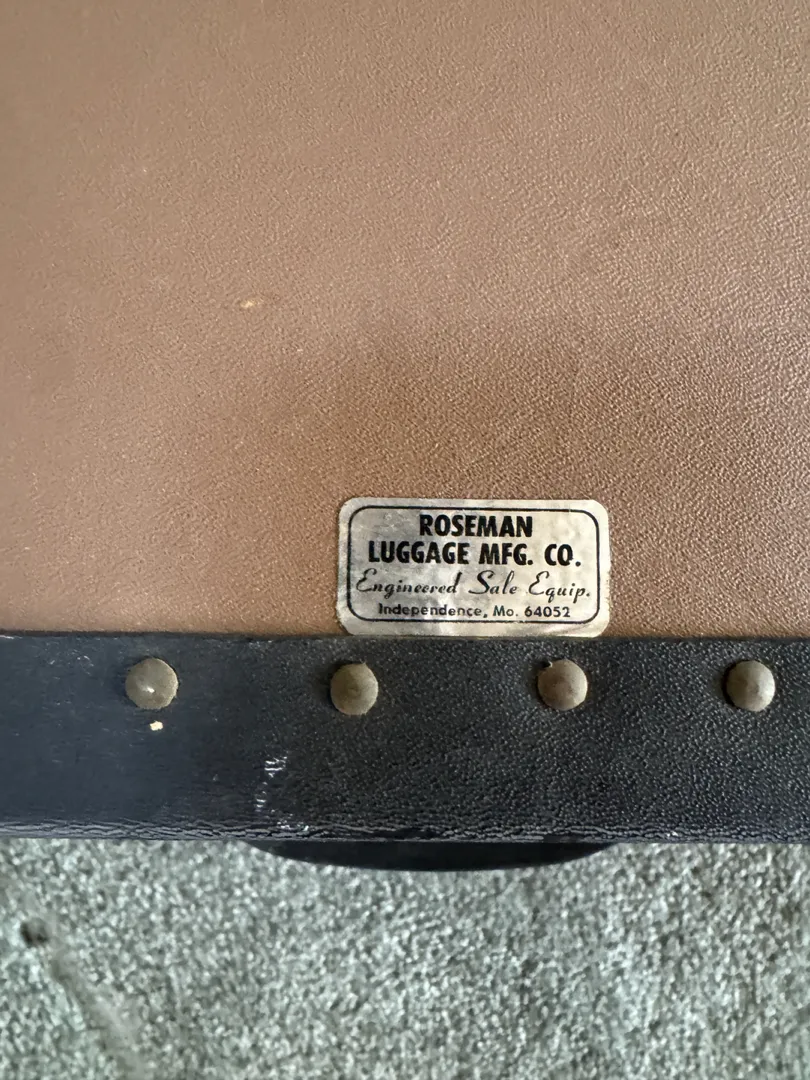 ROSEMAN
LUGGAGE MFG. CO.
Engineered Sale Equip.
Independence, Mo. 64052